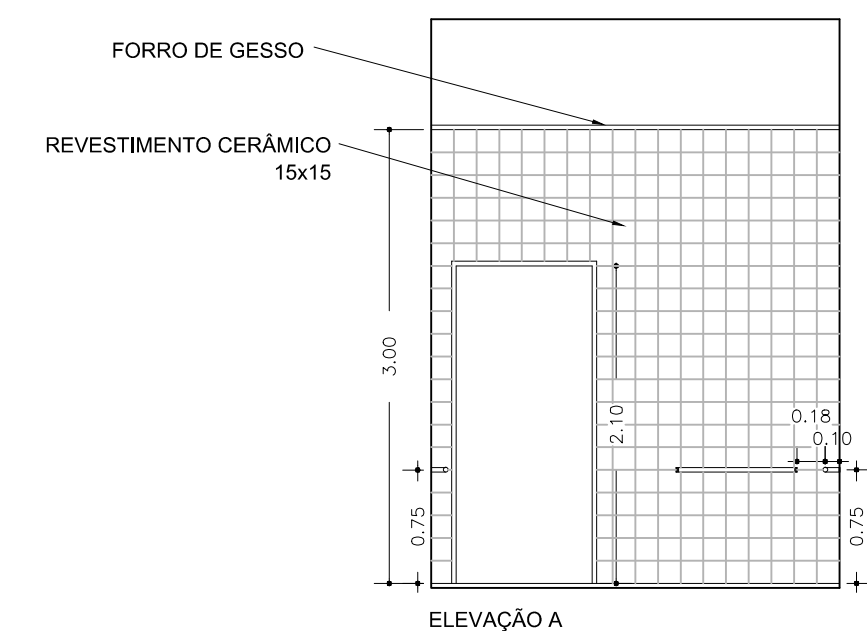 FORRO DE GESSO
REVESTIMENTO CERÂMICO
15x15
3.00
2.10
0.18
0.10
0.75
0.75
ELEVAÇÃO A